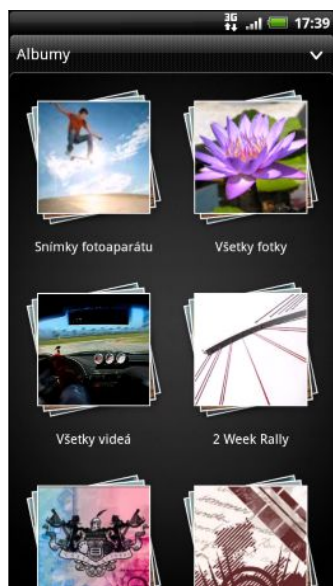 3G 17:39
Albumy
Snímky fotoaparátu
Všetky fotky
Všetky videá
2 Week Rally